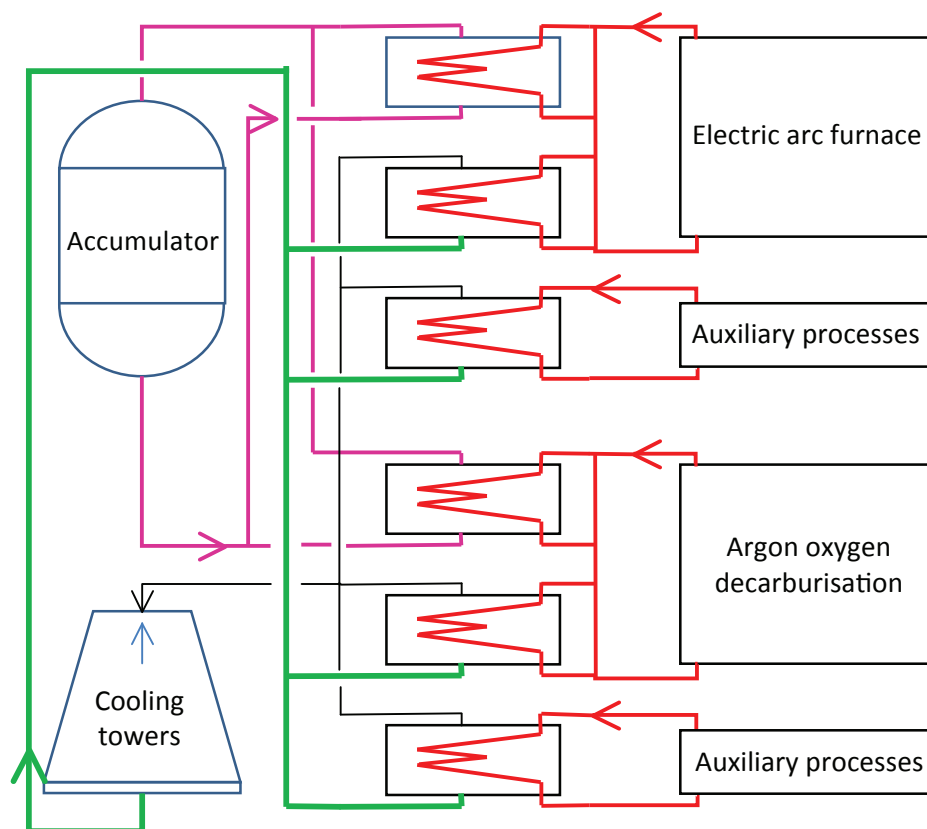 Electric arc furnace
Accumulator
Auxiliary processes
Argon oxygen
decarburisation
Cooling
towers
Auxiliary processes